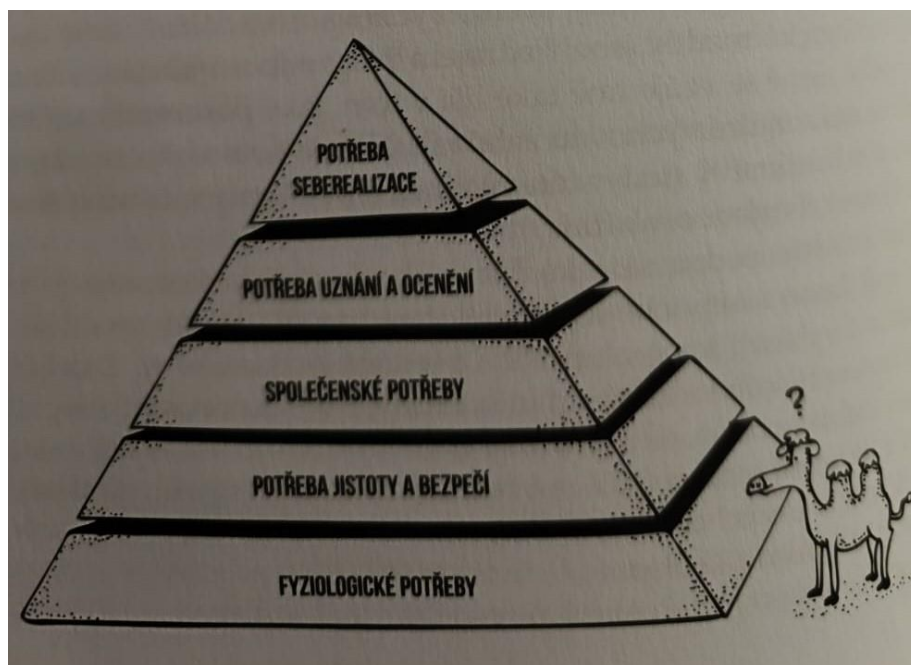 POTŘEBA
SEBEREALIZACE
POTŘEBA UZNÁNÍ A OCENĚNÍ
SPOLEČENSKÉ POTŘEBY
POTŘEBA JISTOTY A BEZPEČÍ
?
FYZIOLOGICKÉ POTŘEBY